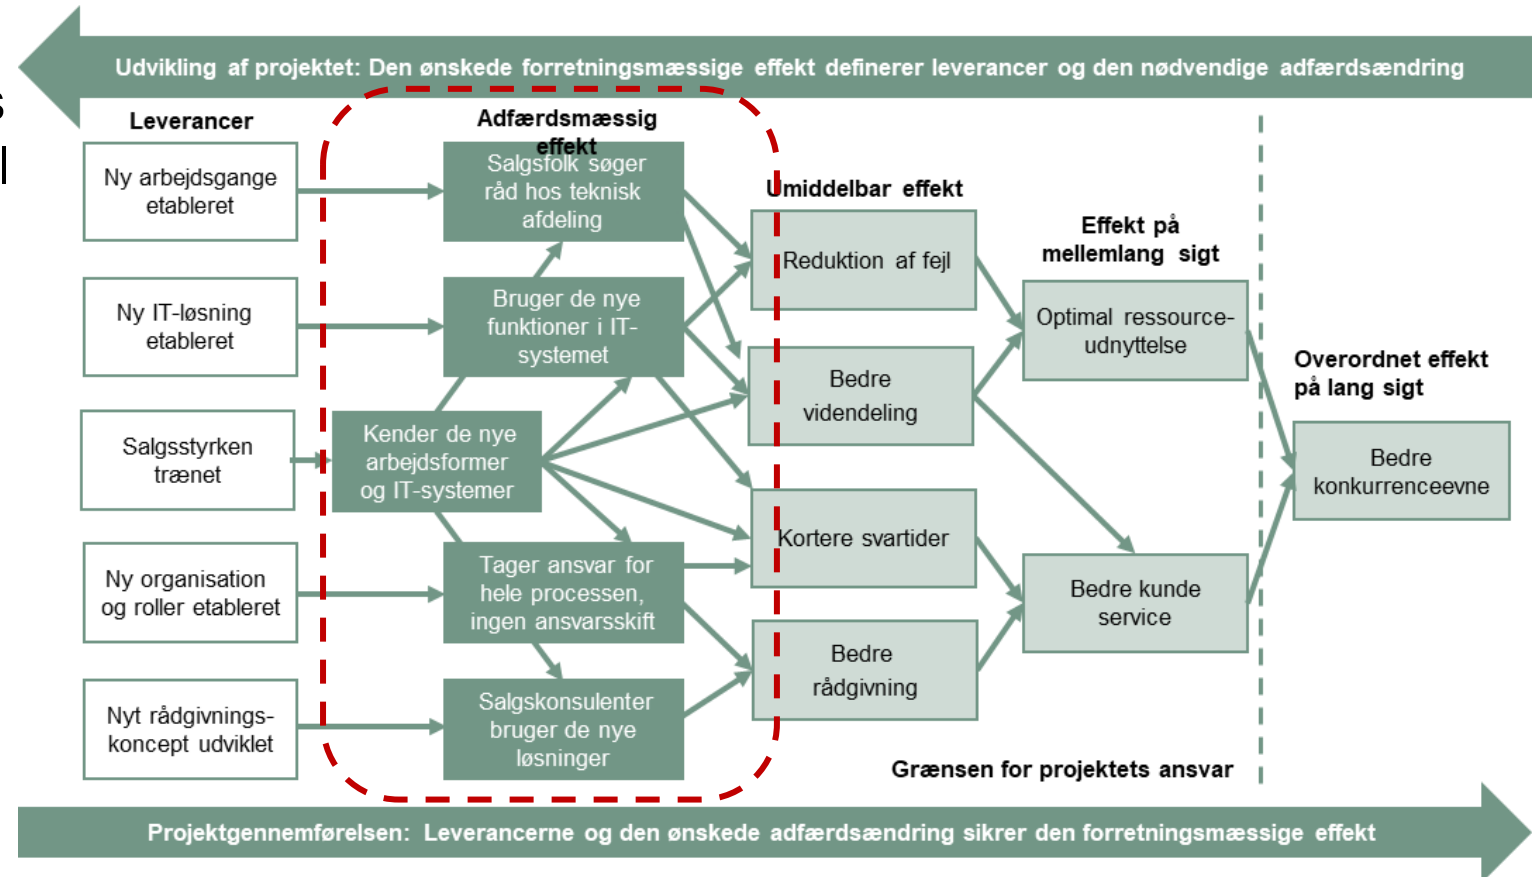 Udvikling af projektet: Den ønskede forretningsmæssige effekt definerer leverancer og den nødvendige adfærdsændring
s
l
Leverancer
Ny arbejdsgange
etableret
Ny IT-løsning
etableret
Salgsstyrken
trænet
Ny organisation
og roller etableret
Nyt rådgivnings-
koncept udviklet
Adfærdsmæssig
effekt
Salgsfolk søger
råd hos teknisk
afdeling
Bruger de nye
funktioner i IT-
systemet
Kender de nye
arbejdsformer
og IT-systemer
Tager ansvar for
hele processen,
ingen ansvarsskift
Salgskonsulenter
bruger de nye
løsninger
Umiddelbar effekt
Reduktion af fejl
Bedre
videndeling
Kortere svartider
Bedre
rådgivning
Effekt på
mellemlang sigt
Optimal ressource-
udnyttelse
Bedre kunde
service
Overordnet effekt
på lang sigt
Bedre
konkurrenceevne
Grænsen for projektets ansvar
Projektgennemførelsen: Leverancerne og den ønskede adfærdsændring sikrer den forretningsmæssige effekt